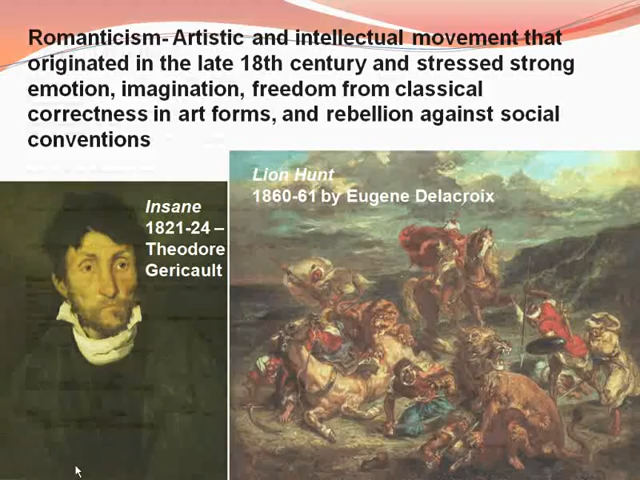 Romanticism- Artistic and intellectual movement that
originated in the late 18th century and stressed strong
emotion, imagination, freedom from classical
correctness in art forms, and rebellion against social
conventions
Lion Hunt
1860-61 by Eugene Delacroix
Insane
1821-24 –
Theodore
Gericault